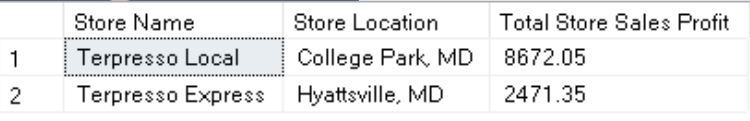 Store Name Store Location Total Store Sales Profit
1 Terpresso Local College Park, MD 8672.05
2 Terpresso Express Hyattsville, MD 2471.35